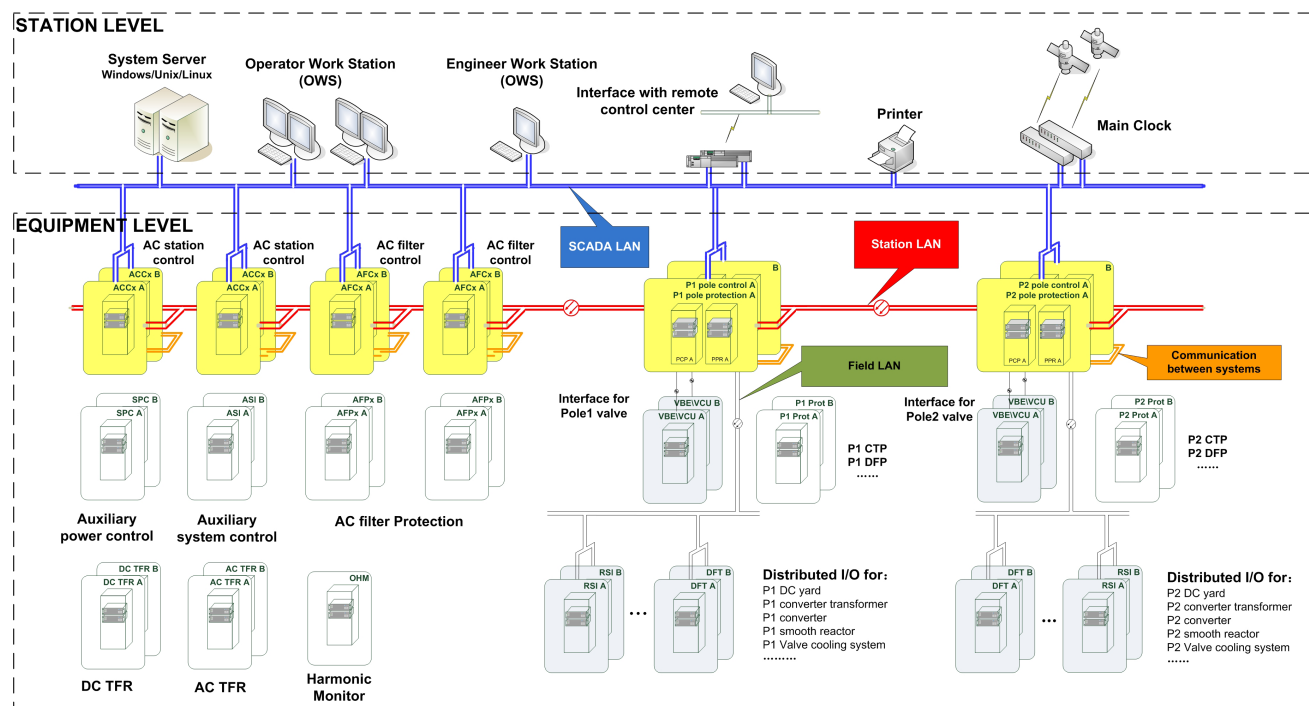 STATION LEVEL
System Server
Windows/Unix/Linux
Operator Work Station
(OWS)
Engineer Work Station
(OWS)
Interface with remote
control center
Printer
Main Clock
EQUIPMENT LEVEL
SCADA LAN
Station LAN
AC station
control
AC station
control
AC filter
control
AC filter
control
ACCx B
ACCx A
ACCx B
ACCx A
AFCx B
AFCx A
AFCx B
AFCx A
B
P1 pole control A
P1 pole protection A
PCP A
PPR A
B
P2 pole control A
P2 pole protection A
PCP A
PPR A
Field LAN
Communication
between systems
Interface for
Pole1 valve
VBE\VCU B
VBE\VCU A
P1 Prot B
P1 Prot A
P1 CTP
P1 DFP
……
Interface for
Pole2 valve
VBE\VCU B
VBE\VCU A
P2 Prot B
P2 Prot A
P2 CTP
P2 DFP
……
SPC B
SPC A
ASI B
ASI A
AFPx B
AFPx A
AFPx B
AFPx A
Auxiliary
power control
Auxiliary
system control
AC filter Protection
DC TFR B
DC TFR A
AC TFR B
AC TFR A
OHM
DC TFR
AC TFR
Harmonic
Monitor
RSI B
RSI A
...
DFT B
DFT A
Distributed I/O for：
P1 DC yard
P1 converter transformer
P1 converter
P1 smooth reactor
P1 Valve cooling system
………
DFT B
DFT A
...
RSI B
RSI A
Distributed I/O for：
P2 DC yard
P2 converter transformer
P2 converter
P2 smooth reactor
P2 Valve cooling system
……